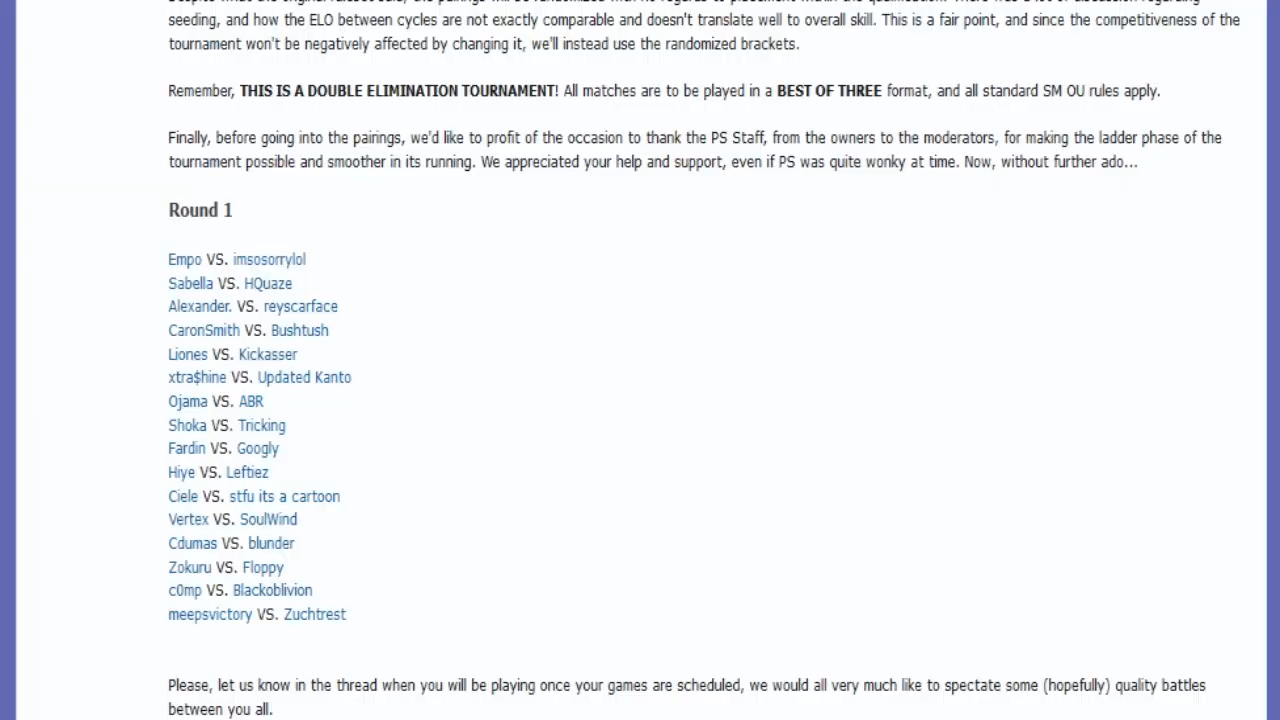 seeding, and how the ELO between cycles are not exactly comparable and doesn't translate well to overall skill. This is a fair point, and since the competitiveness of the
tournament won't be negatively affected by changing it, we'll instead use the randomized brackets.
Remember, THIS IS A DOUBLE ELIMINATION TOURNAMENT! All matches are to be played in a BEST OF THREE format, and all standard SM OU rules apply.
Finally, before going into the pairings, we'd like to profit of the occasion to thank the PS Staff, from the owners to the moderators, for making the ladder phase of the
tournament possible and smoother in its running. We appreciated your help and support, even if PS was quite wonky at time. Now, without further ado...
Round 1
Empo VS. imsosorrylol
Sabella VS. HQuaze
Alexander. VS. reyscarface
CaronSmith VS. Bushtush
Liones VS. Kickasser
xtra$hine VS. Updated Kanto
Ojama VS. ABR
Shoka VS. Tricking
Fardin VS. Googly
Hiye VS. Leftiez
Ciele VS. stfu its a cartoon
Vertex VS. SoulWind
Cdumas VS. blunder
Zokuru VS. Floppy
c0mp VS. Blackoblivion
meepsvictory VS. Zuchtrest
Please, let us know in the thread when you will be playing once your games are scheduled, we would all very much like to spectate some (hopefully) quality battles
between you all.